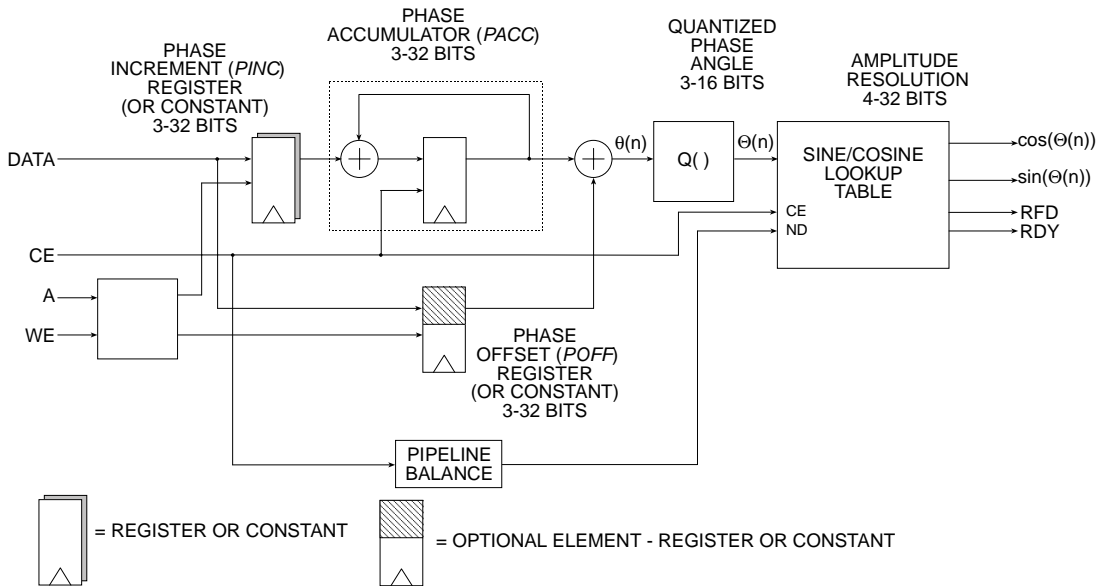 PHASE
ACCUMULATOR (PACC)
3-32 BITS
QUANTIZED
PHASE
ANGLE
3-16 BITS
PHASE
INCREMENT (PINC)
REGISTER
(OR CONSTANT)
3-32 BITS
AMPLITUDE
RESOLUTION
4-32 BITS
DATA
θ(n)
Q( )
Θ(n)
SINE/COSINE
LOOKUP
TABLE
CE
ND
cos(Θ(n))
sin(Θ(n))
RFD
RDY
CE
A
WE
PHASE
OFFSET (POFF)
REGISTER
(OR CONSTANT)
3-32 BITS
PIPELINE
BALANCE
= REGISTER OR CONSTANT
= OPTIONAL ELEMENT - REGISTER OR CONSTANT